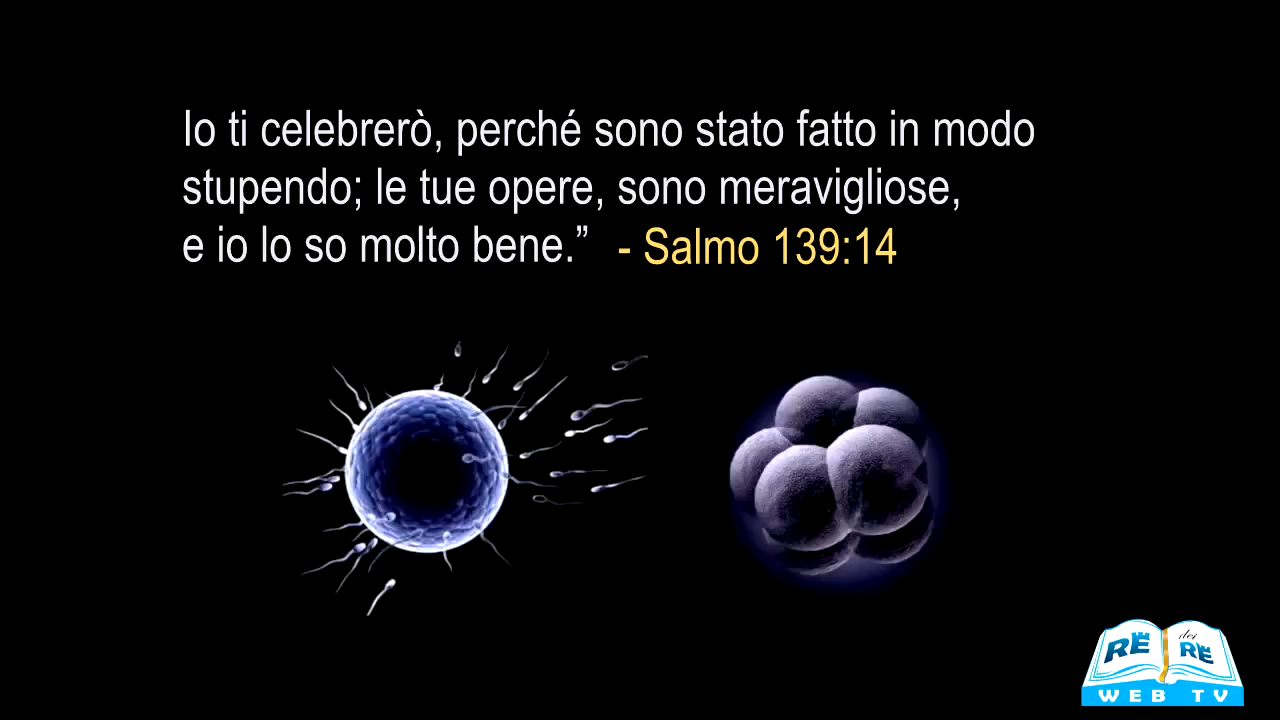 Io ti celebrerò, perché sono stato fatto in modo
stupendo; le tue opere, sono meravigliose,
e io lo so molto bene.” - Salmo 139:14
RE dei RE
WEB TV